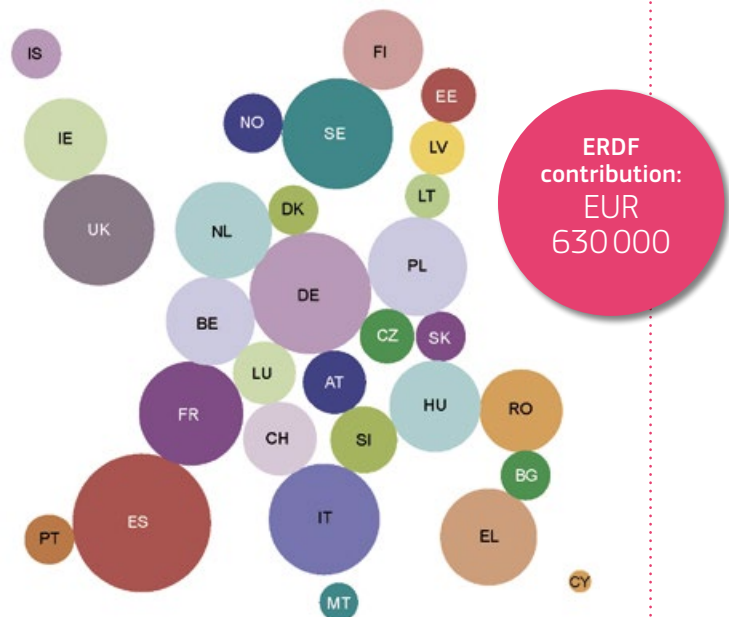 IS
FI
EE
NO
SE
IE
LV
ERDF
contribution:
EUR
630 000
LT
DK
UK
NL
PL
DE
BE
CZ
SK
LU
AT
FR
HU
RO
CH
SI
BG
ES
IT
PT
EL
CY
MT